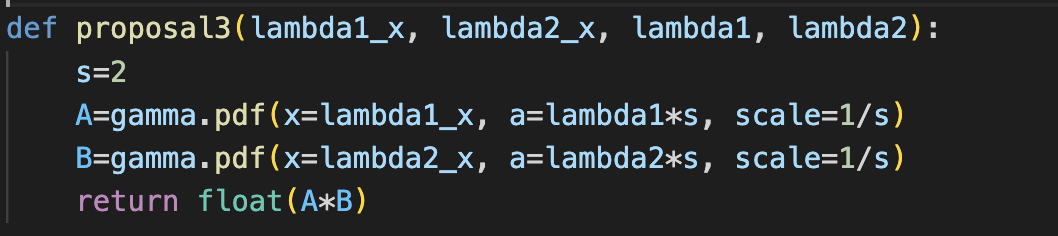 def proposal3(lambda1_x, lambda2_x, lambda1, lambda2):
    s=2
    A=gamma.pdf(x=lambda1_x, a=lambda1*s, scale=1/s)
    B=gamma.pdf(x=lambda2_x, a=lambda2*s, scale=1/s)
    return float(A*B)